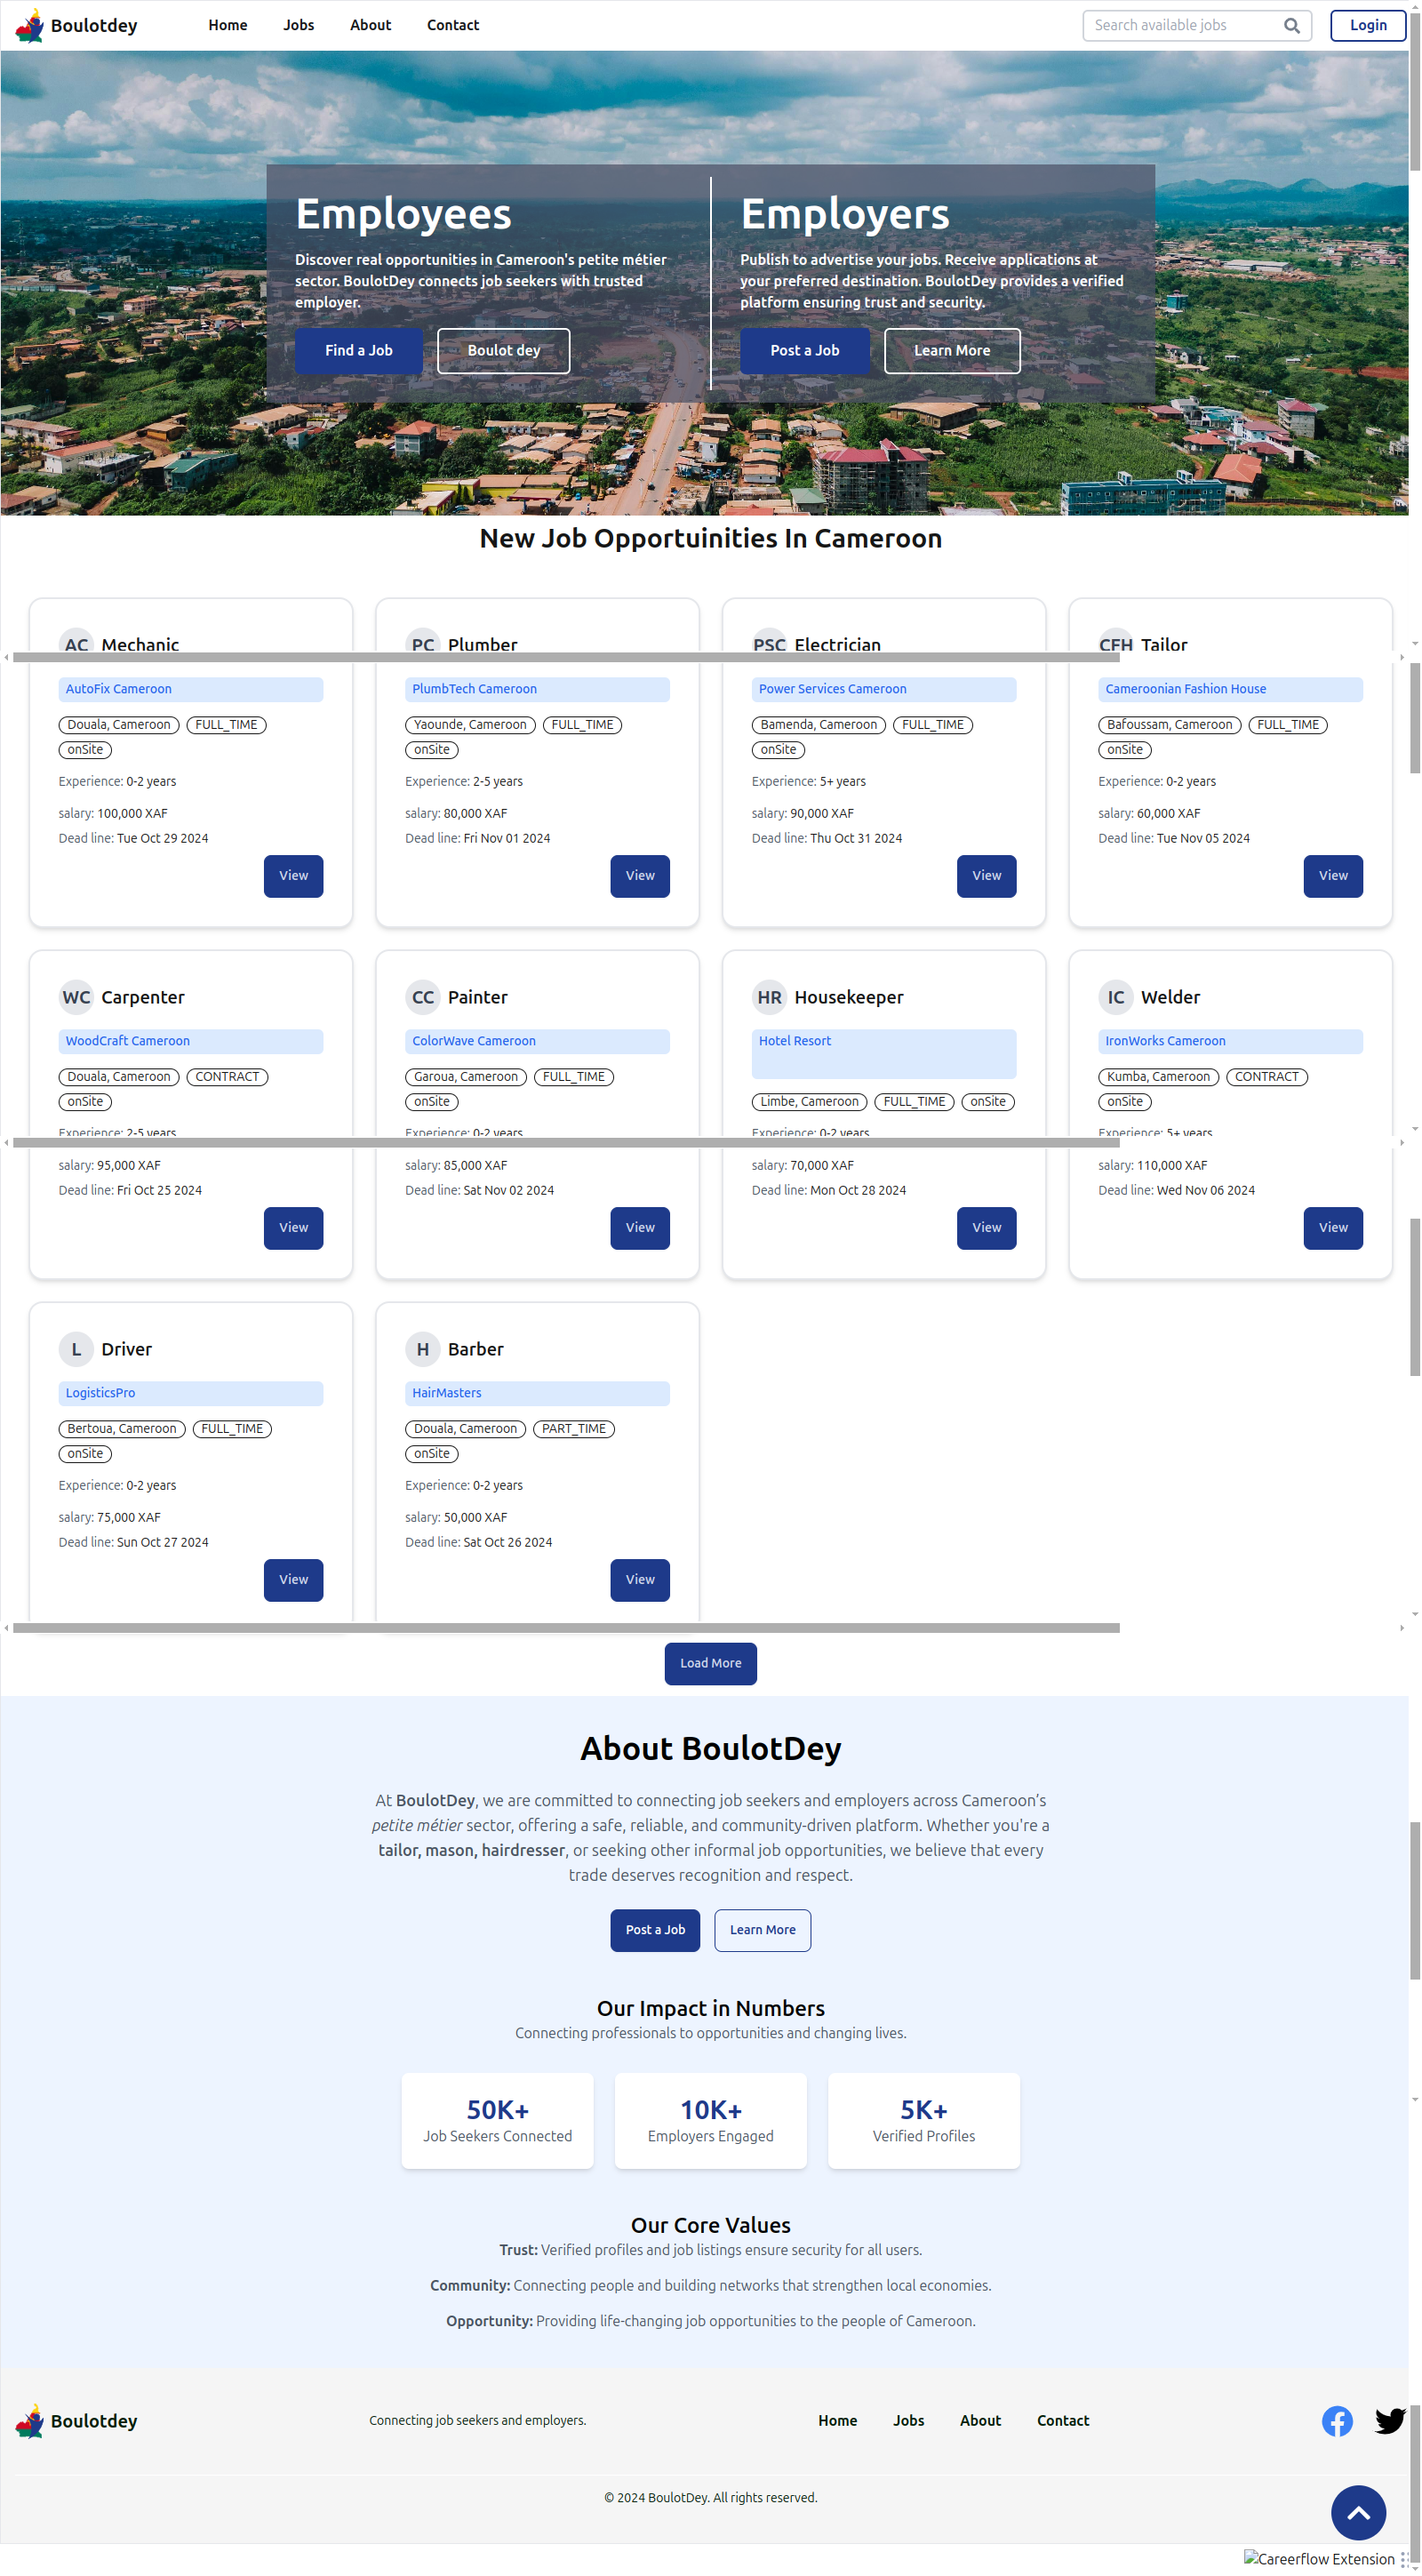 Boulotdey
Home Jobs About Contact
Search available jobs
Login
Employees
Discover real opportunities in Cameroon's petite métier
sector. BoulotDey connects job seekers with trusted
employer.
Find a Job Boulot dey
Employers
Publish to advertise your jobs. Receive applications at
your preferred destination. BoulotDey provides a verified
platform ensuring trust and security.
Post a Job Learn More
New Job Opportuinities In Cameroon
AC Mechanic
AutoFix Cameroon
Douala, Cameroon FULL_TIME
onSite
Experience: 0-2 years
salary: 100,000 XAF
Dead line: Tue Oct 29 2024
View
PC Plumber
PlumbTech Cameroon
Yaounde, Cameroon FULL_TIME
onSite
Experience: 2-5 years
salary: 80,000 XAF
Dead line: Fri Nov 01 2024
View
PSC Electrician
Power Services Cameroon
Bamenda, Cameroon FULL_TIME
onSite
Experience: 5+ years
salary: 90,000 XAF
Dead line: Thu Oct 31 2024
View
CFH Tailor
Cameroonian Fashion House
Bafoussam, Cameroon FULL_TIME
onSite
Experience: 0-2 years
salary: 60,000 XAF
Dead line: Tue Nov 05 2024
View
WC Carpenter
WoodCraft Cameroon
Douala, Cameroon CONTRACT
onSite
Experience: 2-5 years
salary: 95,000 XAF
Dead line: Fri Oct 25 2024
View
CC Painter
ColorWave Cameroon
Garoua, Cameroon FULL_TIME
onSite
Experience: 0-2 years
salary: 85,000 XAF
Dead line: Sat Nov 02 2024
View
HR Housekeeper
Hotel Resort
Limbe, Cameroon FULL_TIME onSite
Experience: 0-2 years
salary: 70,000 XAF
Dead line: Mon Oct 28 2024
View
IC Welder
IronWorks Cameroon
Kumba, Cameroon CONTRACT
onSite
Experience: 5+ years
salary: 110,000 XAF
Dead line: Wed Nov 06 2024
View
L Driver
LogisticsPro
Bertoua, Cameroon FULL_TIME
onSite
Experience: 0-2 years
salary: 75,000 XAF
Dead line: Sun Oct 27 2024
View
H Barber
HairMasters
Douala, Cameroon PART_TIME
onSite
Experience: 0-2 years
salary: 50,000 XAF
Dead line: Sat Oct 26 2024
View
Load More
About BoulotDey
At BoulotDey, we are committed to connecting job seekers and employers across Cameroon’s
petite métier sector, offering a safe, reliable, and community-driven platform. Whether you're a
tailor, mason, hairdresser, or seeking other informal job opportunities, we believe that every
trade deserves recognition and respect.
Post a Job Learn More
Our Impact in Numbers
Connecting professionals to opportunities and changing lives.
50K+
Job Seekers Connected
10K+
Employers Engaged
5K+
Verified Profiles
Our Core Values
Trust: Verified profiles and job listings ensure security for all users.
Community: Connecting people and building networks that strengthen local economies.
Opportunity: Providing life-changing job opportunities to the people of Cameroon.
Boulotdey
Connecting job seekers and employers.
Home Jobs About Contact
© 2024 BoulotDey. All rights reserved.
Careerflow Extension